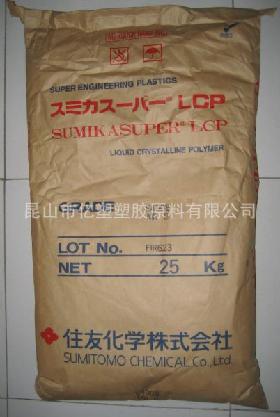 SUPER ENGINEERING PLASTICS
スミカスーパー® LCP
SUMIKASUPER® LCP
LIQUID CRYSTALLINE POLYMER
昆山市亿塑塑胶原料有限公司
GRADE
LOT No.
NET 25 Kg
住友化学株式会社
SUMITOMO CHEMICAL Co., Ltd.